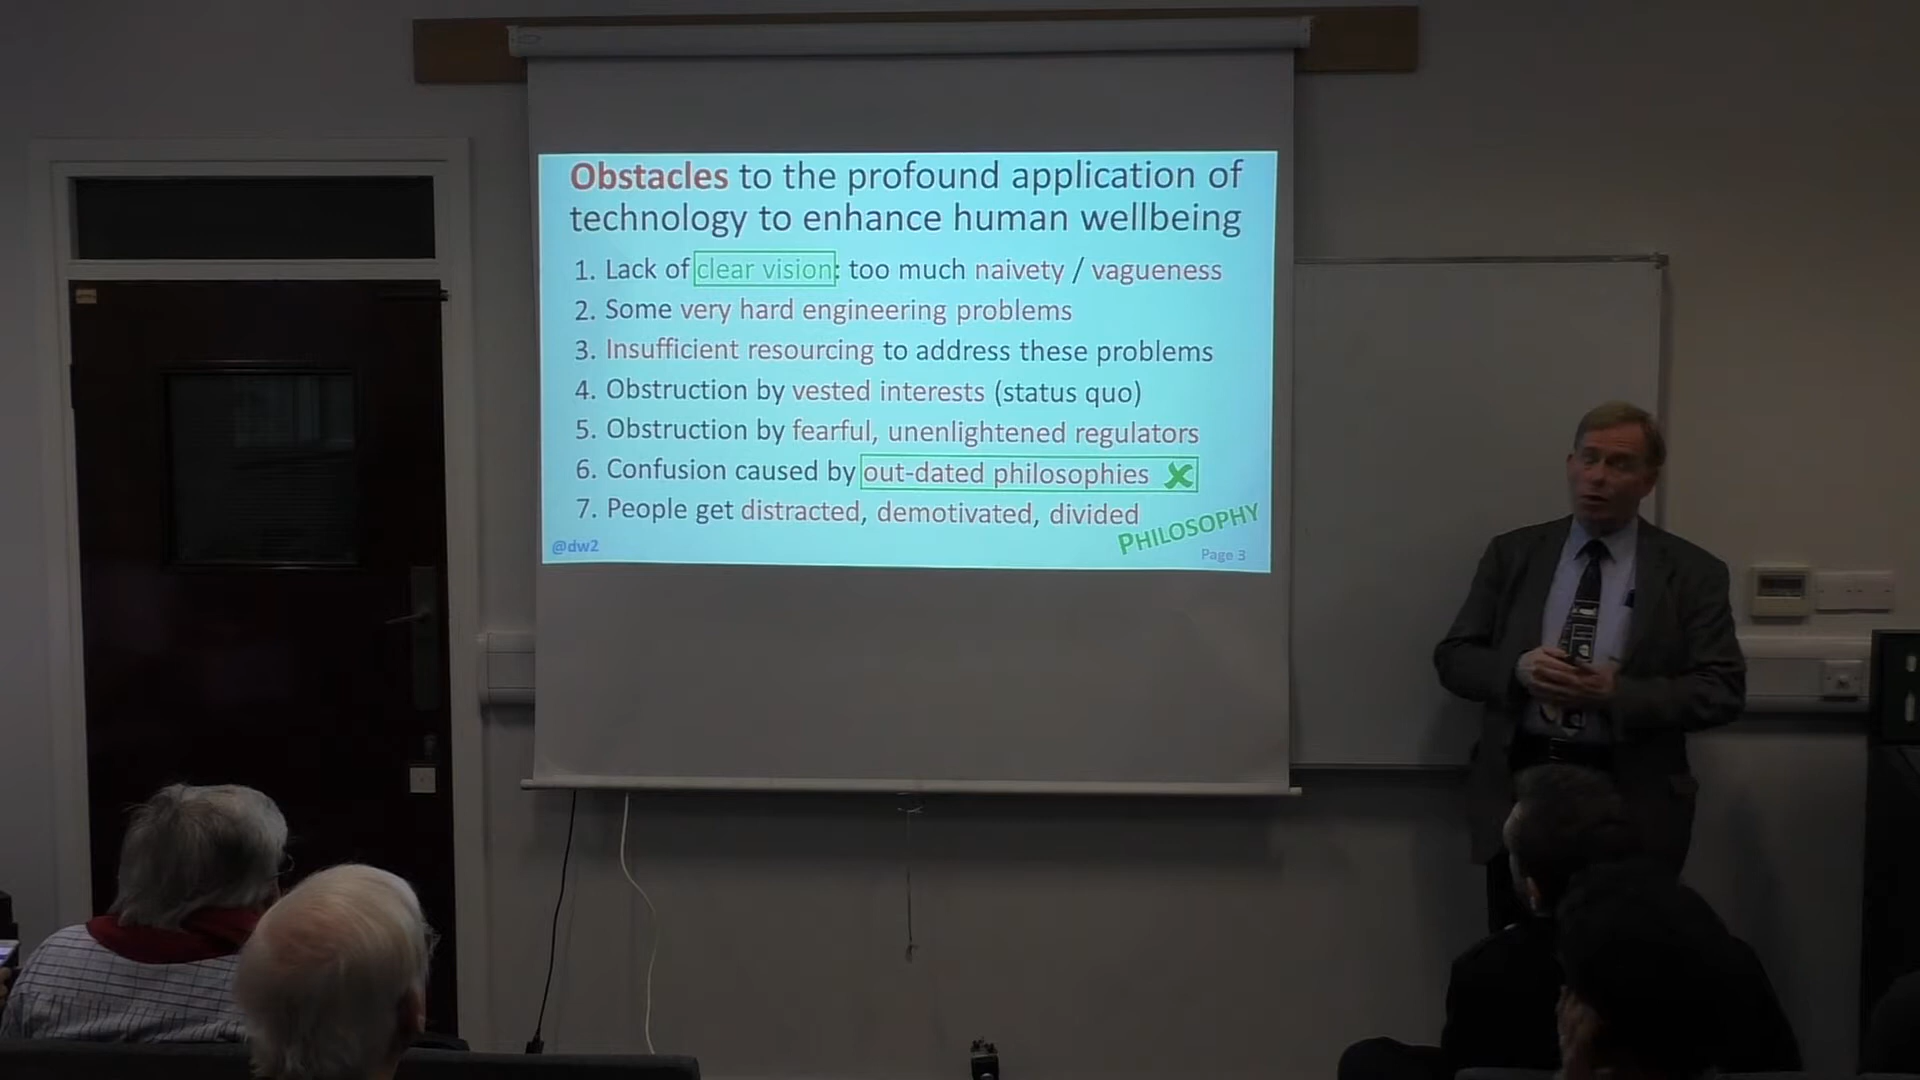 Obstacles to the profound application of
technology to enhance human wellbeing
1. Lack of clear vision: too much naivety / vagueness
2. Some very hard engineering problems
3. Insufficient resourcing to address these problems
4. Obstruction by vested interests (status quo)
5. Obstruction by fearful, unenlightened regulators
6. Confusion caused by out-dated philosophies ✘
7. People get distracted, demotivated, divided
PHILOSOPHY
@dw2
Page 3